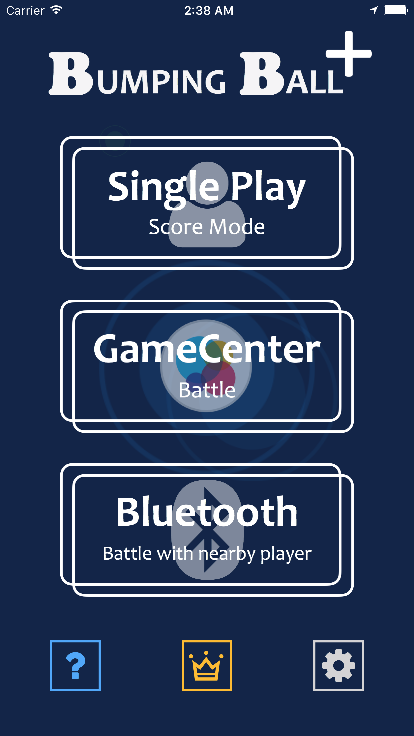 Carrier 2:38 AM
BUMPING BALL+
Single Play
Score Mode
GameCenter
Battle
Bluetooth
Battle with nearby player
?